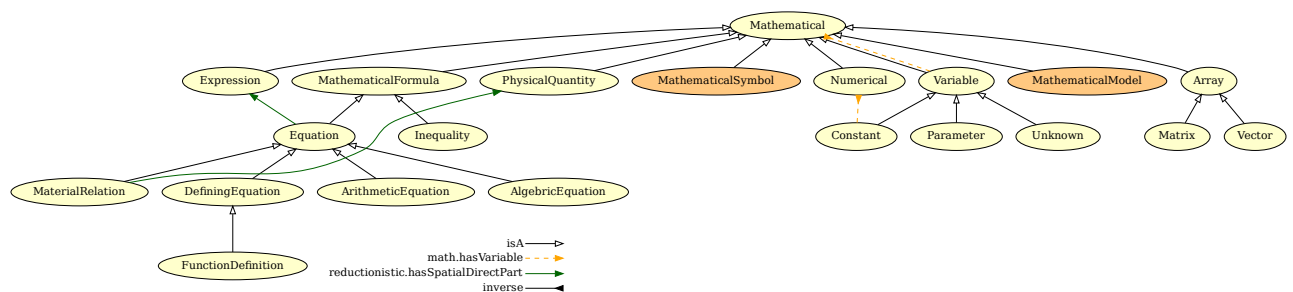 Mathematical
Expression
MathematicalFormula
PhysicalQuantity
MathematicalSymbol
Numerical
Variable
MathematicalModel
Array
Equation
Inequality
Constant
Parameter
Unknown
Matrix
Vector
MaterialRelation
DefiningEquation
ArithmeticEquation
AlgebricEquation
FunctionDefinition
isA
math.hasVariable
reductionistic.hasSpatialDirectPart
inverse